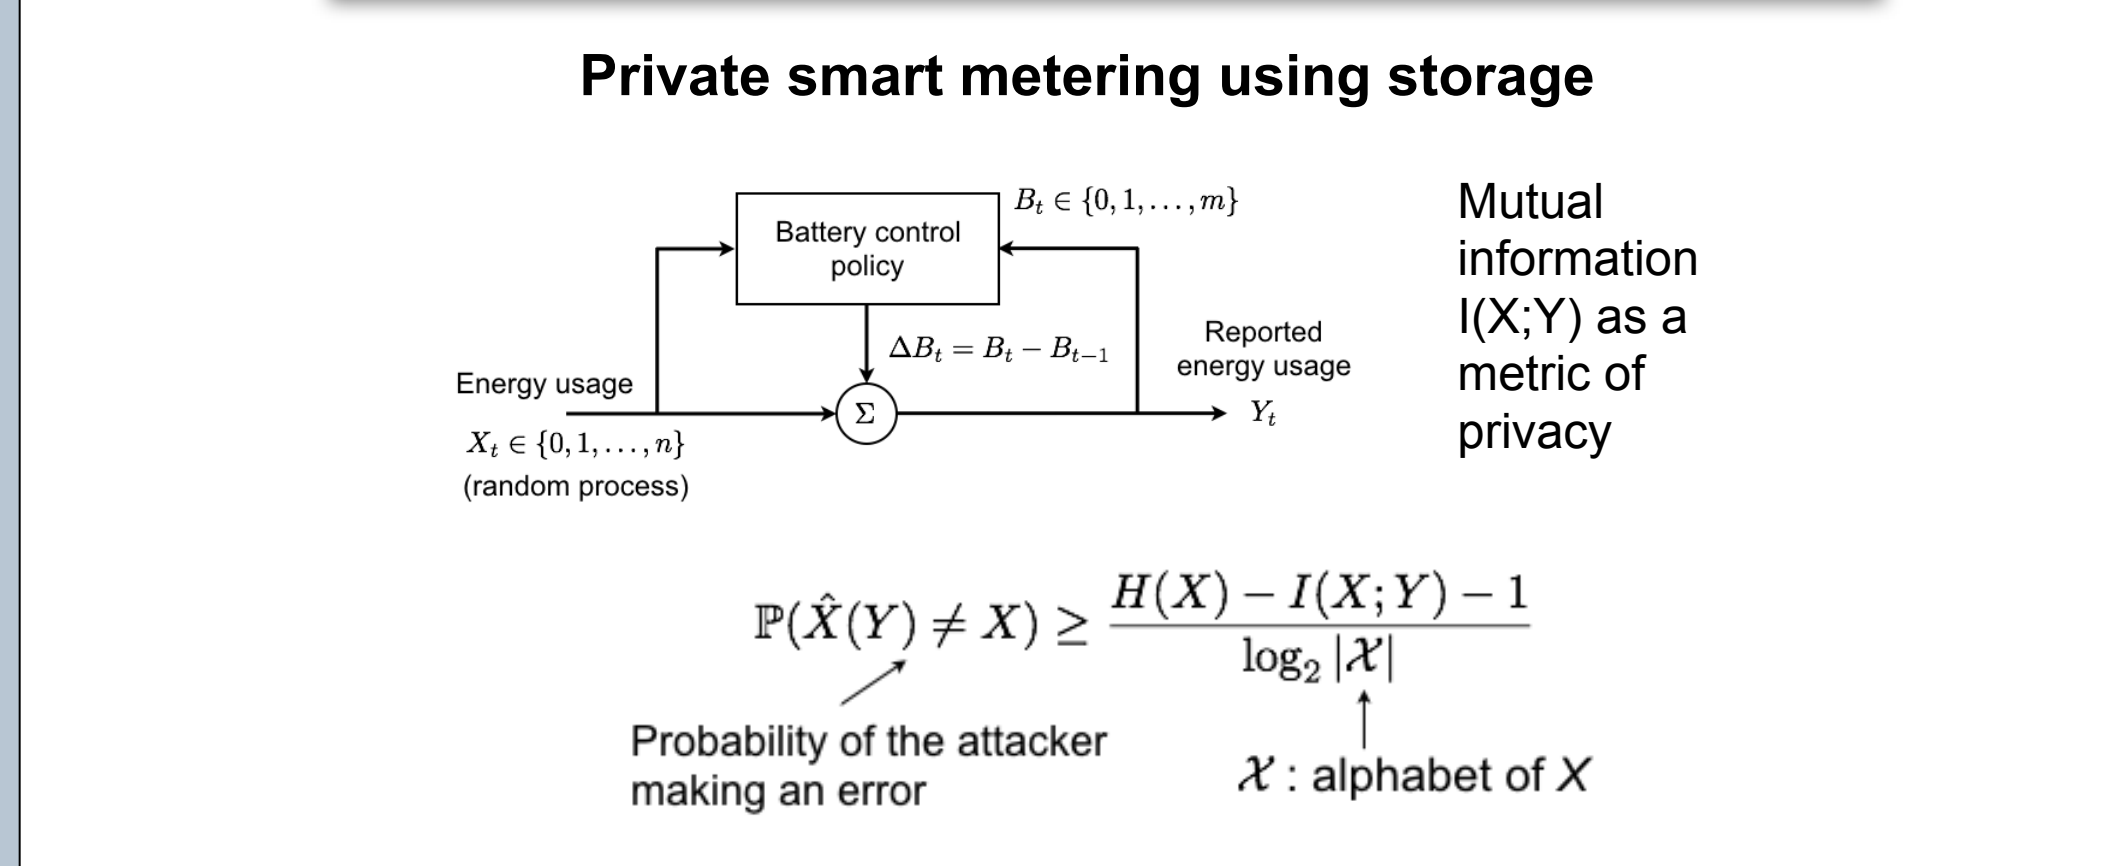 Private smart metering using storage
Battery control
policy
B_t ∈ {0, 1, . . . , m}
ΔB_t = B_t − B_{t−1}
Energy usage
X_t ∈ {0, 1, . . . , n}
(random process)
Σ
Reported
energy usage
Y_t
Mutual
information
I(X;Y) as a
metric of
privacy
ℙ(X̂(Y) ≠ X) ≥ (H(X) − I(X; Y) − 1) / (log₂ |𝒳|)
Probability of the attacker
making an error
𝒳 : alphabet of X